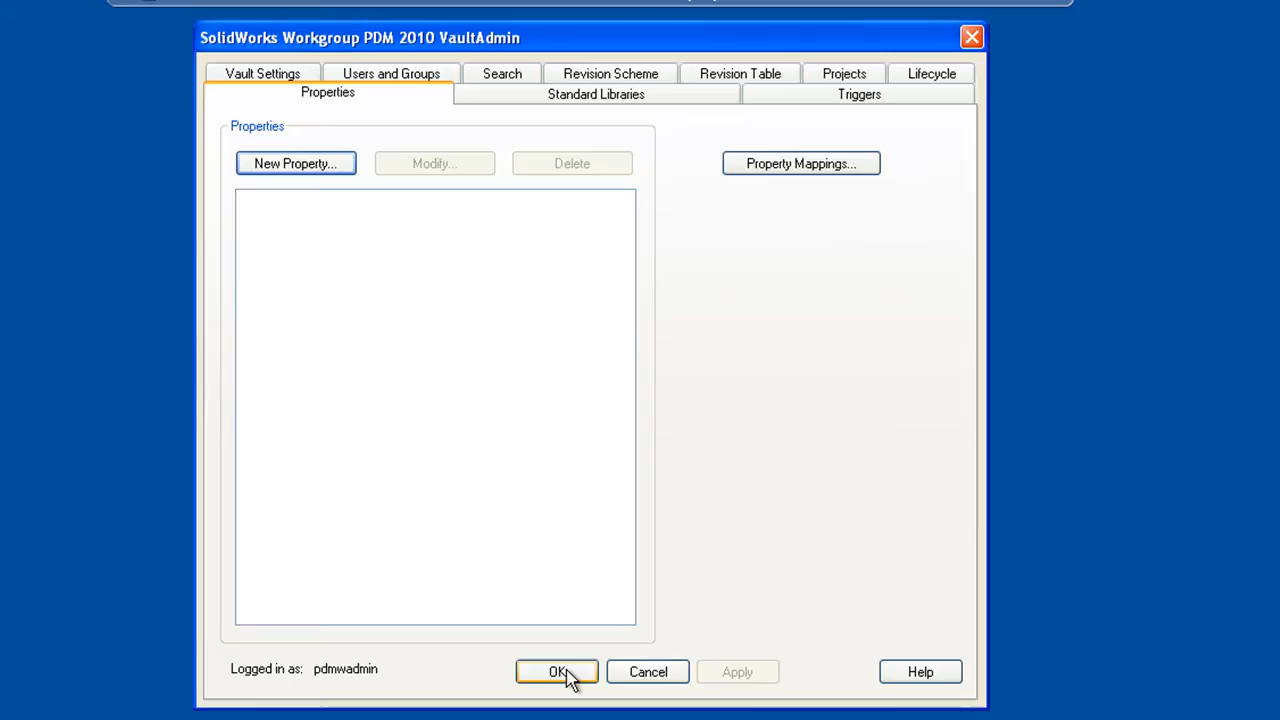 SolidWorks Workgroup PDM 2010 VaultAdmin
Vault Settings Users and Groups Search Revision Scheme Revision Table Projects Lifecycle
Properties Standard Libraries Triggers
Properties
New Property... Modify... Delete Property Mappings...
Logged in as: pdmwadmin OK Cancel Apply Help